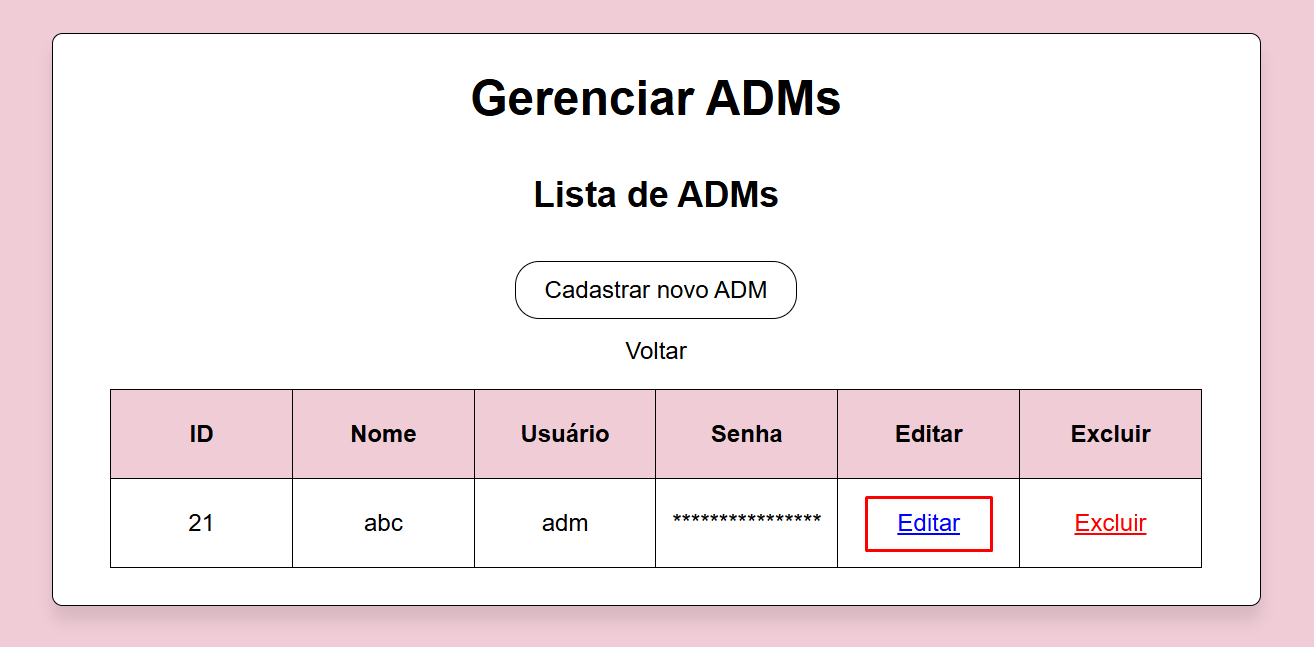 Gerenciar ADMs
Lista de ADMs
Cadastrar novo ADM
Voltar
ID Nome Usuário Senha Editar Excluir
21 abc adm **************** Editar Excluir